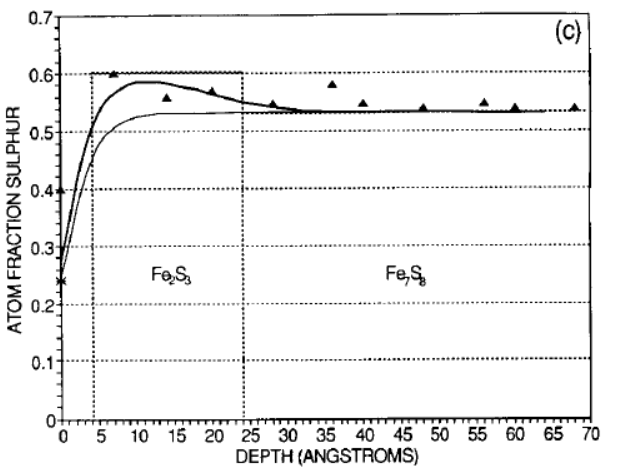 (c)
0.7
0.6
0.5
0.4
0.3
0.2
0.1
0
ATOM FRACTION SULPHUR
Fe₂S₃
Fe₇S₈
0 5 10 15 20 25 30 35 40 45 50 55 60 65 70
DEPTH (ANGSTROMS)